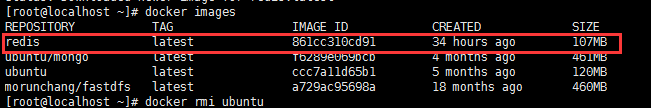 [root@localhost ~]# docker images
REPOSITORY TAG IMAGE ID CREATED SIZE
redis latest 861cc310cd91 34 hours ago 107MB
ubuntu/mongo latest f6289e069bcb 4 months ago 461MB
ubuntu latest ccc7a11d65b1 5 months ago 120MB
morunchang/fastdfs latest a729ac95698a 18 months ago 460MB
[root@localhost ~]# docker rmi ubuntu